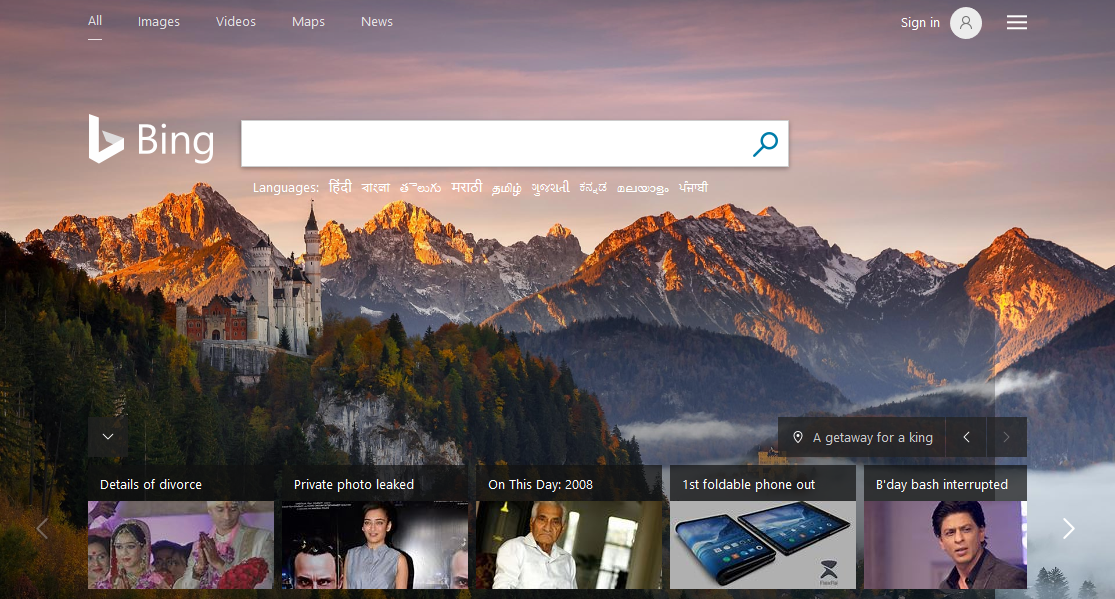 All Images Videos Maps News Sign in
Bing
Languages: हिंदी বাংলা తెలుగు मराठी தமிழ் ગુજરાતી ಕನ್ನಡ മലയാളം ਪੰਜਾਬੀ
A getaway for a king
Details of divorce Private photo leaked On This Day: 2008 1st foldable phone out B'day bash interrupted
FlexPai